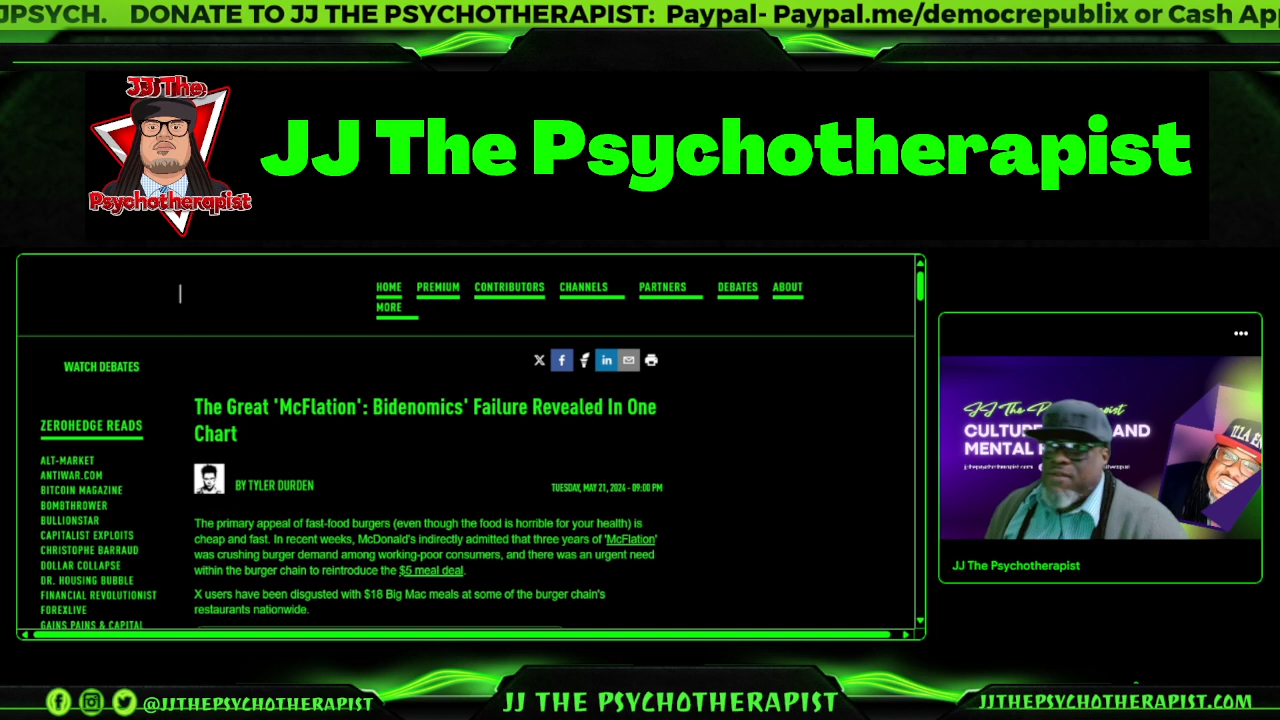 JPSYCH. DONATE TO JJ THE PSYCHOTHERAPIST: Paypal- Paypal.me/democrepublix or Cash Ap
JJ The
Psychotherapist
JJ The Psychotherapist
HOME PREMIUM CONTRIBUTORS CHANNELS PARTNERS DEBATES ABOUT
MORE
WATCH DEBATES
ZEROHEDGE READS
ALT-MARKET
ANTIWAR.COM
BITCOIN MAGAZINE
BOMBTHROWER
BULLIONSTAR
CAPITALIST EXPLOITS
CHRISTOPHE BARRAUD
DOLLAR COLLAPSE
DR. HOUSING BUBBLE
FINANCIAL REVOLUTIONIST
FOREXLIVE
GAINS PAINS & CAPITAL
The Great 'McFlation': Bidenomics' Failure Revealed In One
Chart
BY TYLER DURDEN
TUESDAY, MAY 21, 2024 - 09:00 PM
The primary appeal of fast-food burgers (even though the food is horrible for your health) is
cheap and fast. In recent weeks, McDonald's indirectly admitted that three years of 'McFlation'
was crushing burger demand among working-poor consumers, and there was an urgent need
within the burger chain to reintroduce the $5 meal deal.
X users have been disgusted with $18 Big Mac meals at some of the burger chain's
restaurants nationwide.
JJ The P
CULTURE AND
MENTAL
JJ The Psychotherapist
@JJTHEPSYCHOTHERAPIST
JJ THE PSYCHOTHERAPIST
JJTHEPSYCHOTHERAPIST.COM